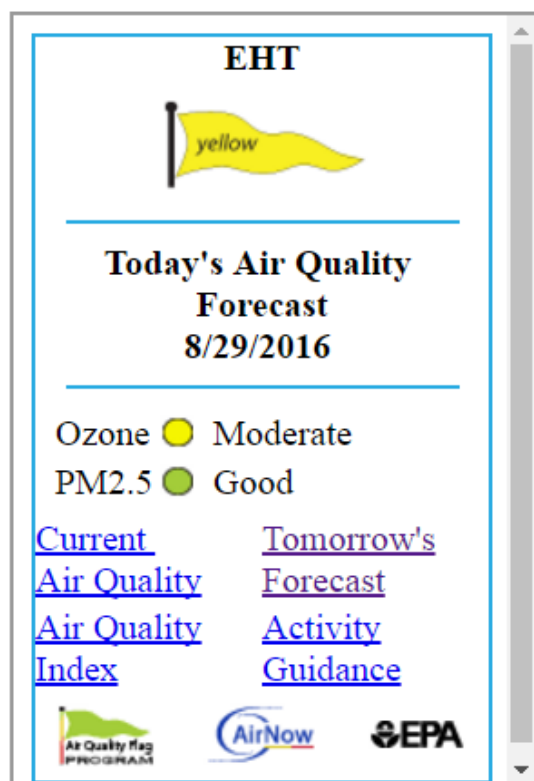 EHT
yellow
Today's Air Quality
Forecast
8/29/2016
Ozone Moderate
PM2.5 Good
Current Tomorrow's
Air Quality Forecast
Air Quality Activity
Index Guidance
Air Quality Flag
PROGRAM
AirNow
EPA